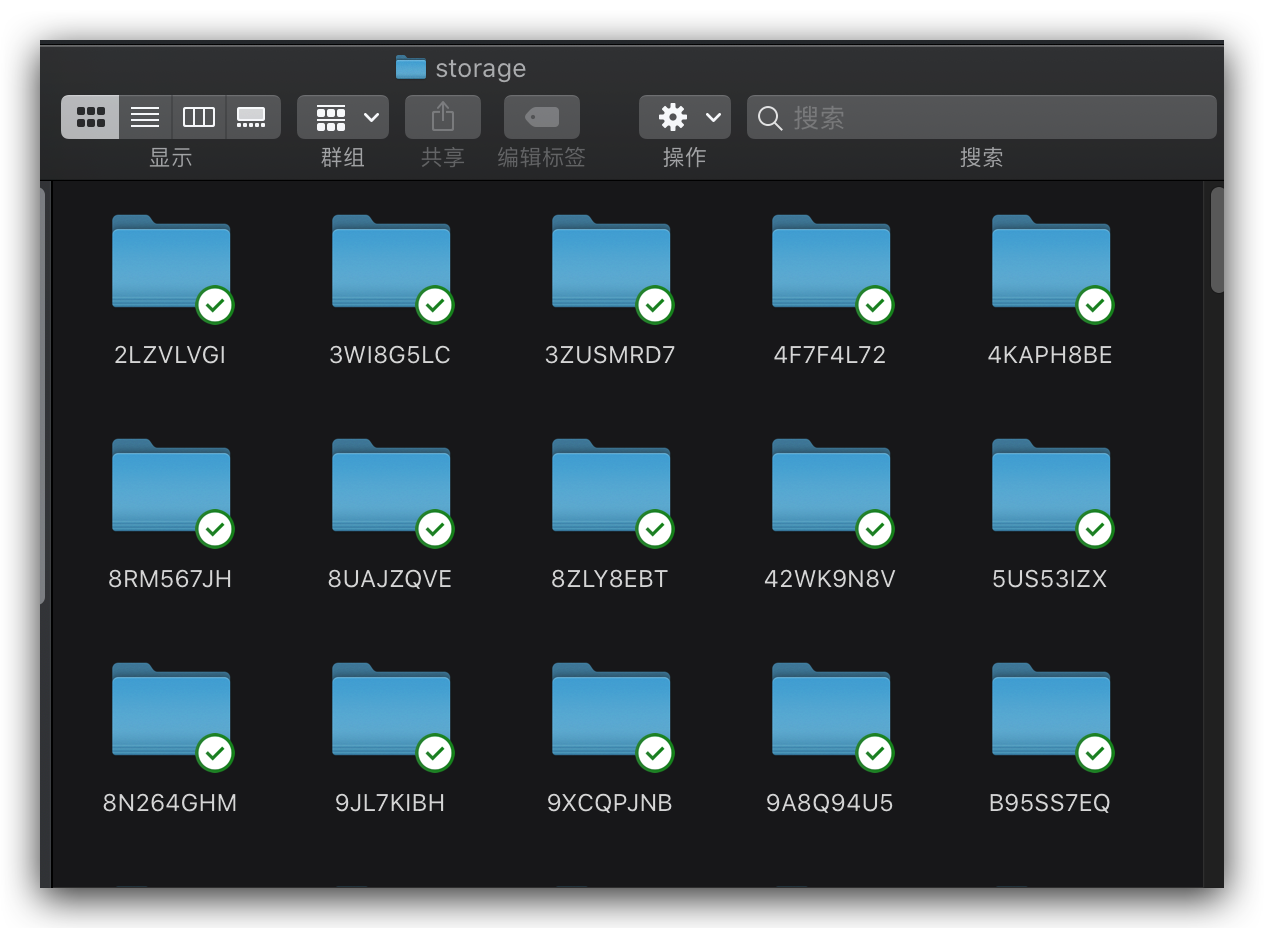 storage
搜索
显示 群组 共享 编辑标签 操作 搜索
2LZVLVGI 3WI8G5LC 3ZUSMRD7 4F7F4L72 4KAPH8BE
8RM567JH 8UAJZQVE 8ZLY8EBT 42WK9N8V 5US53IZX
8N264GHM 9JL7KIBH 9XCQPJNB 9A8Q94U5 B95SS7EQ